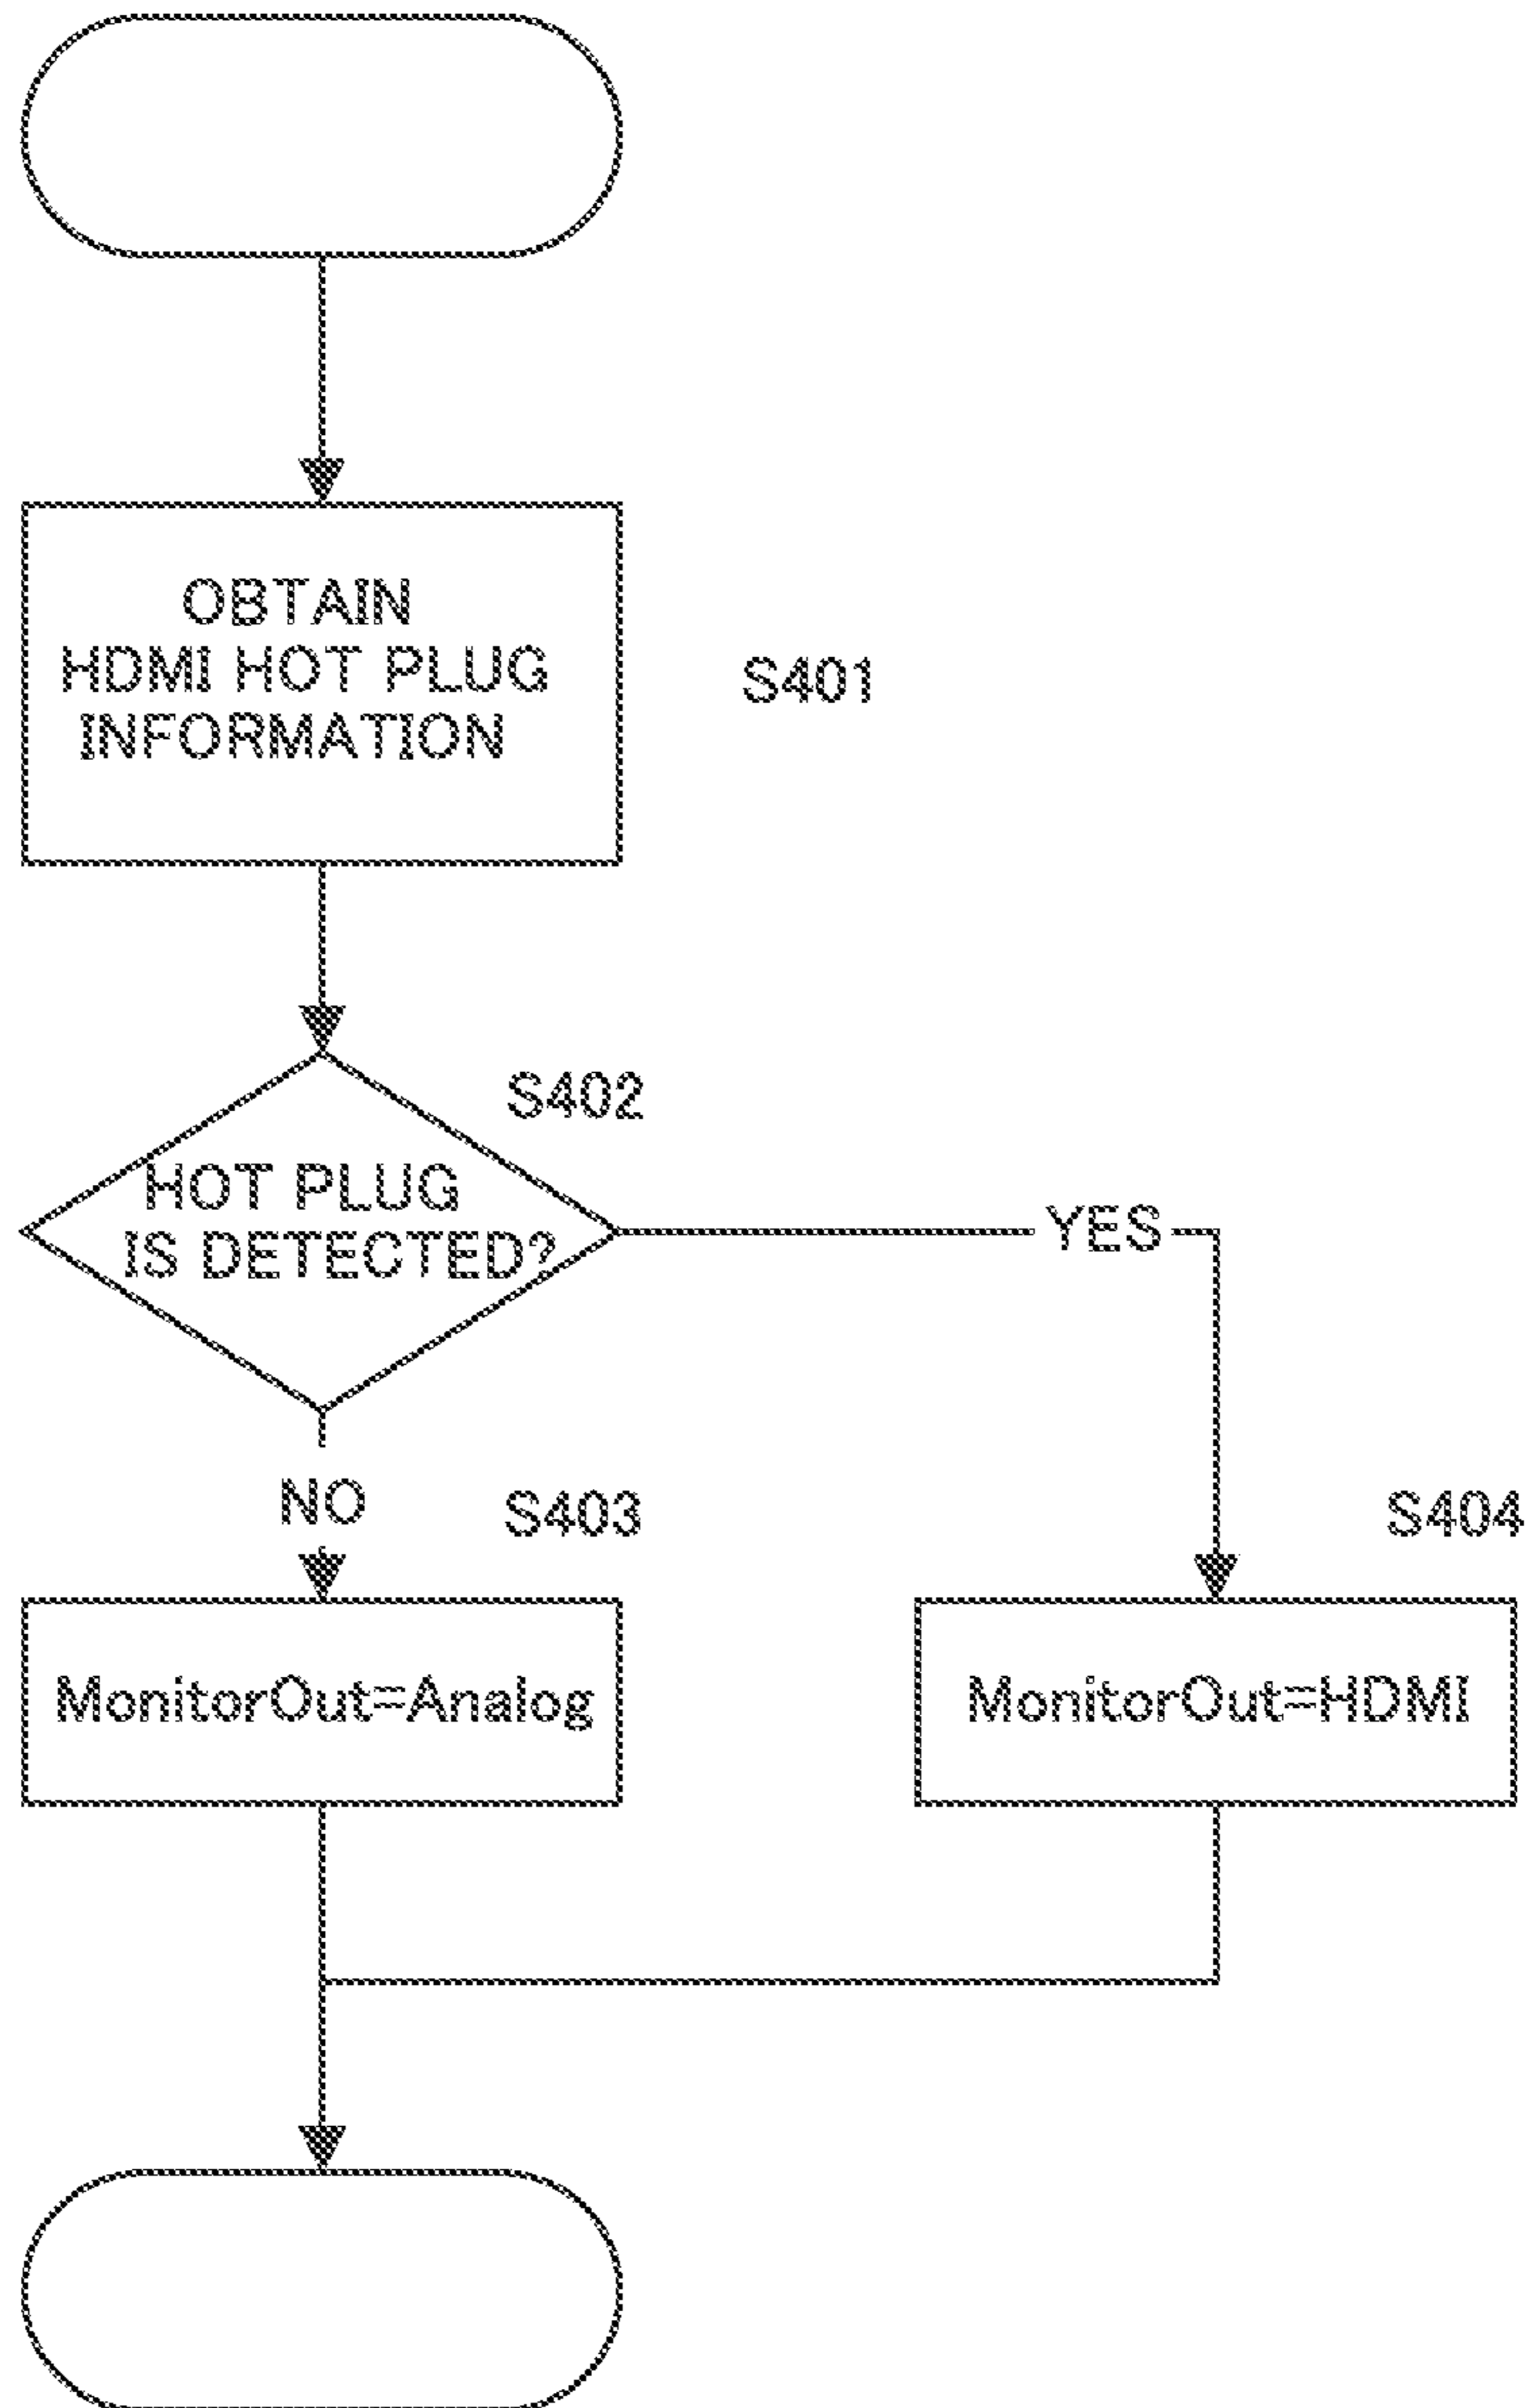 OBTAIN
HDMI HOT PLUG
INFORMATION
S401
S402
HOT PLUG
IS DETECTED?
YES
NO
S403
S404
MonitorOut=Analog
MonitorOut=HDMI